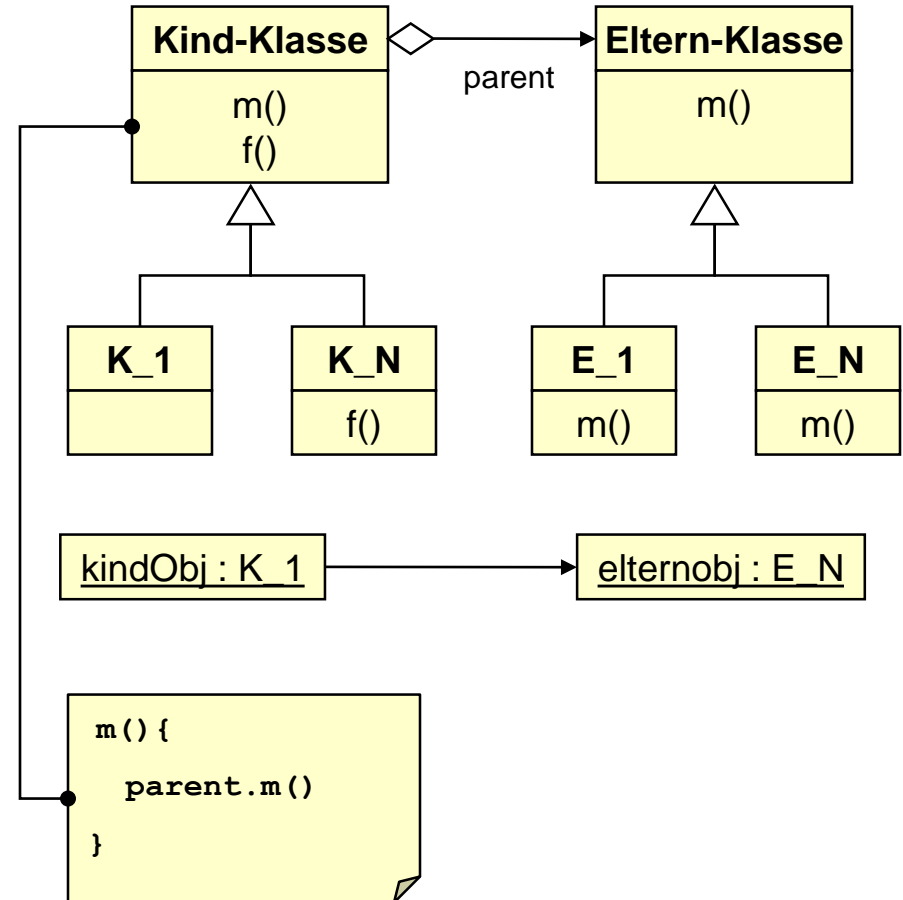 Kind-Klasse
m()
f()
parent
Eltern-Klasse
m()
K_1
K_N
f()
E_1
m()
E_N
m()
kindObj : K_1
elternobj : E_N
m(){
parent.m()
}